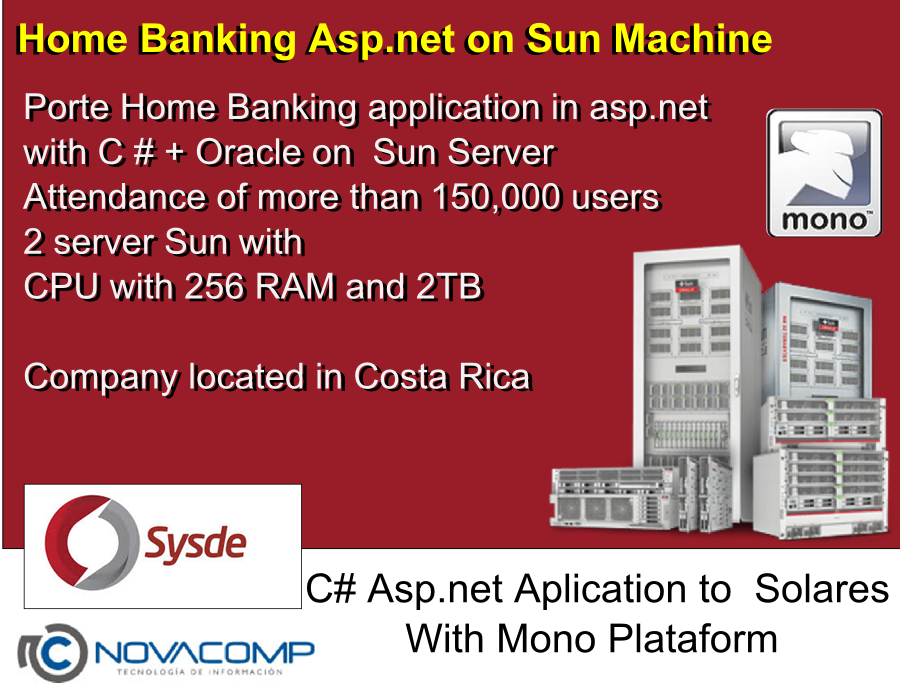 Home Banking Asp.net on Sun Machine
Porte Home Banking application in asp.net
with C # + Oracle on  Sun Server
Attendance of more than 150,000 users
2 server Sun with
CPU with 256 RAM and 2TB
Company located in Costa Rica
mono™
Sysde
C# Asp.net Aplication to  Solares
With Mono Plataform
NOVACOMP
TECNOLOGÍA DE INFORMACIÓN